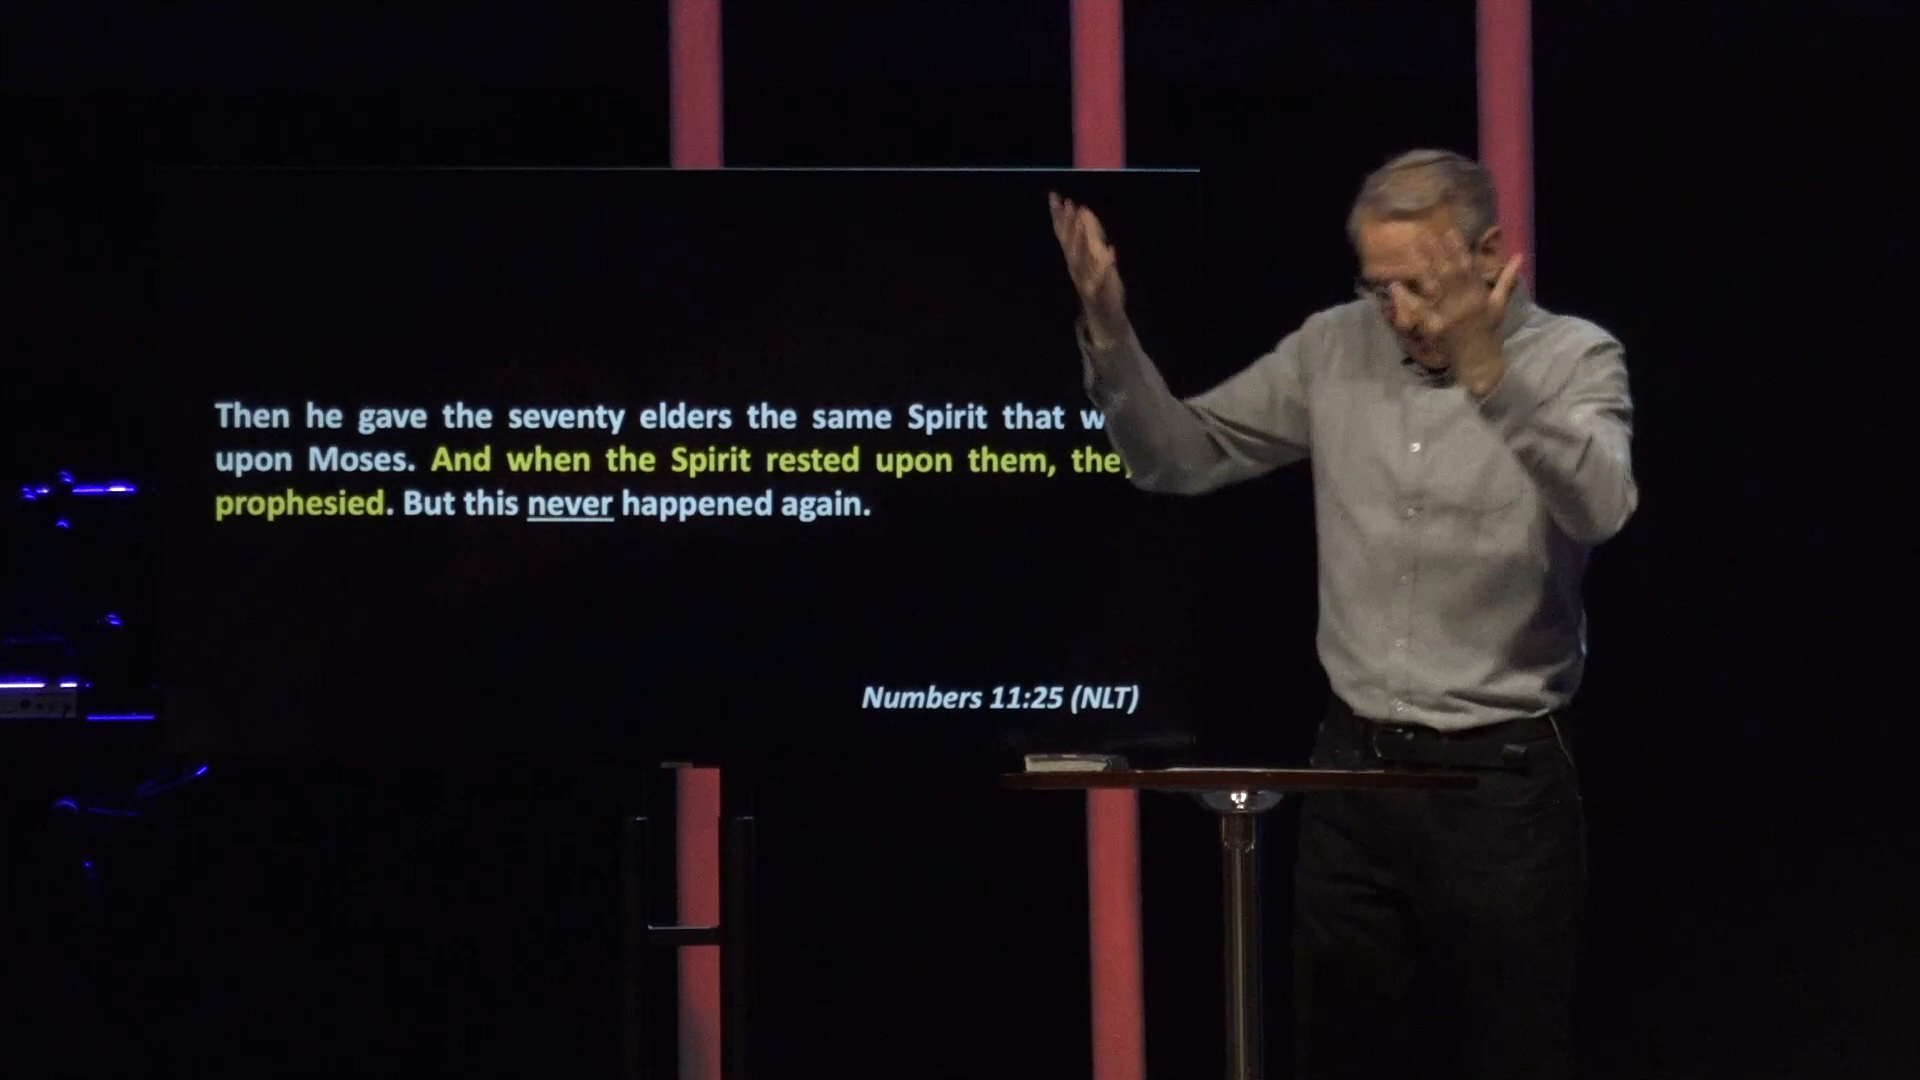 Then he gave the seventy elders the same Spirit that
upon Moses. And when the Spirit rested upon them, they
prophesied. But this never happened again.
Numbers 11:25 (NLT)